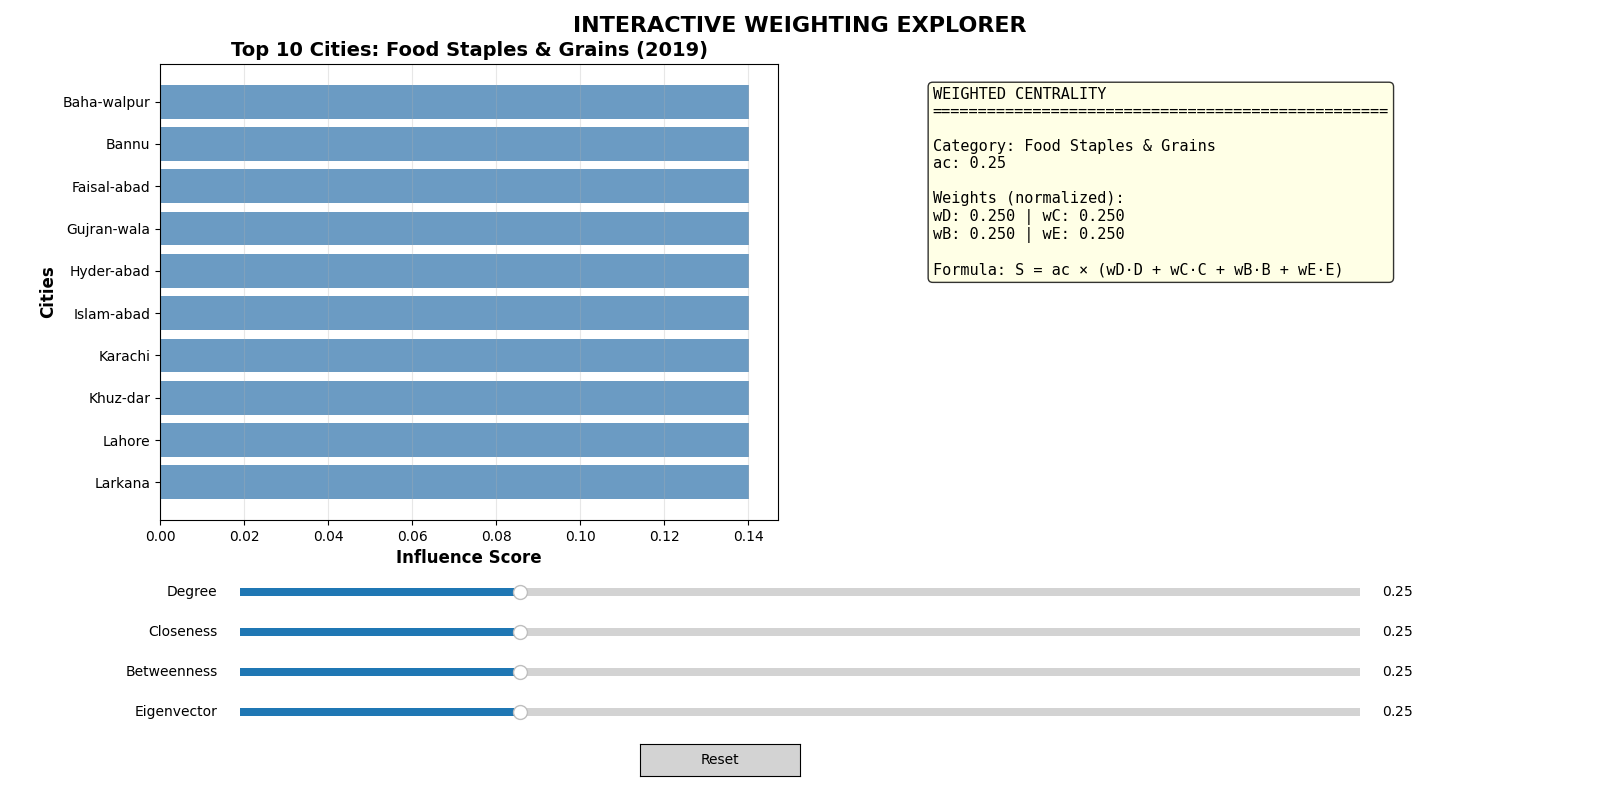 INTERACTIVE WEIGHTING EXPLORER
Top 10 Cities: Food Staples & Grains (2019)
Cities
Baha-walpur
Bannu
Faisal-abad
Gujran-wala
Hyder-abad
Islam-abad
Karachi
Khuz-dar
Lahore
Larkana
0.00 0.02 0.04 0.06 0.08 0.10 0.12 0.14
Influence Score
WEIGHTED CENTRALITY
==================================================
Category: Food Staples & Grains
ac: 0.25
Weights (normalized):
wD: 0.250 | wC: 0.250
wB: 0.250 | wE: 0.250
Formula: S = ac × (wD·D + wC·C + wB·B + wE·E)
Degree 0.25
Closeness 0.25
Betweenness 0.25
Eigenvector 0.25
Reset